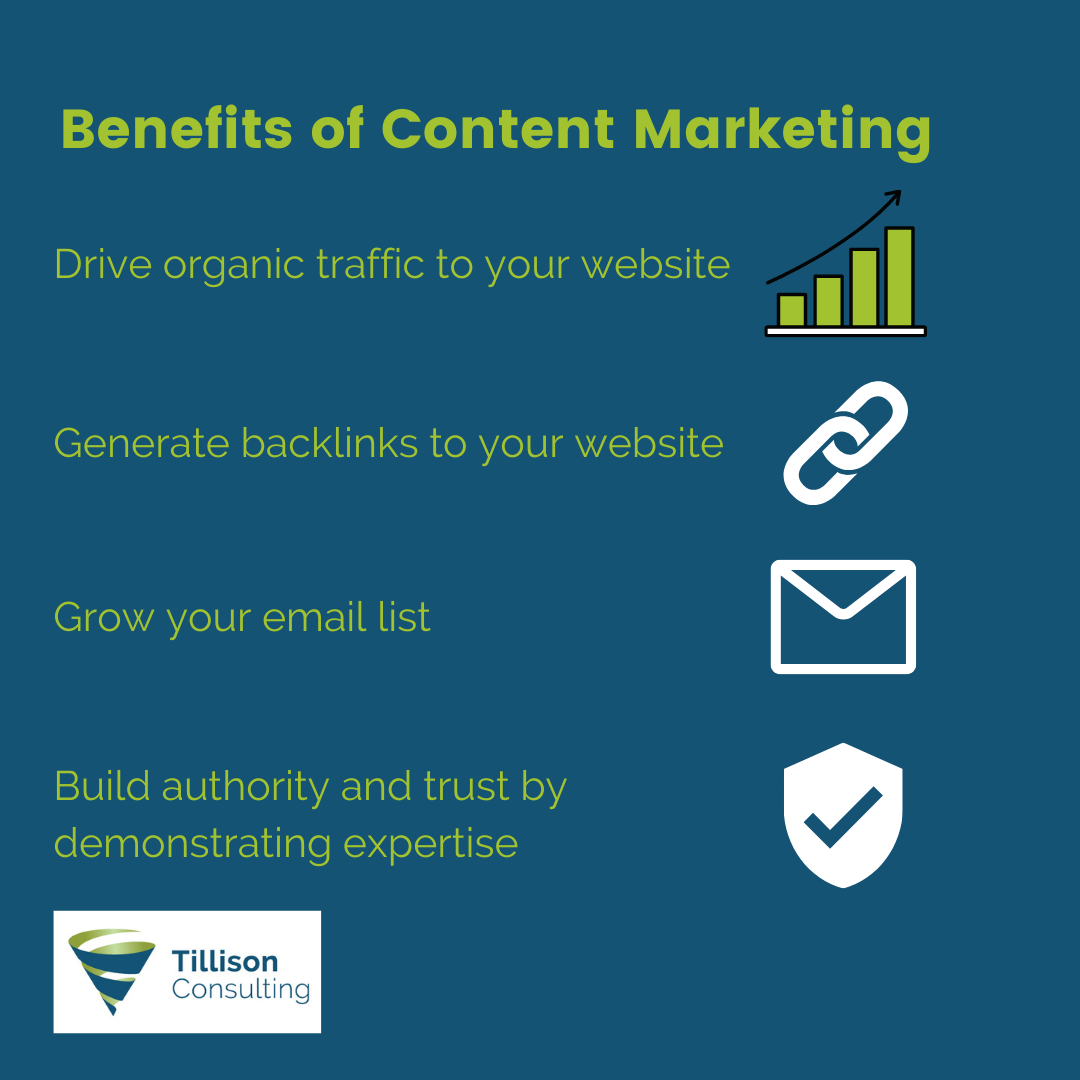 Benefits of Content Marketing
Drive organic traffic to your website
Generate backlinks to your website
Grow your email list
Build authority and trust by
demonstrating expertise
Tillison
Consulting